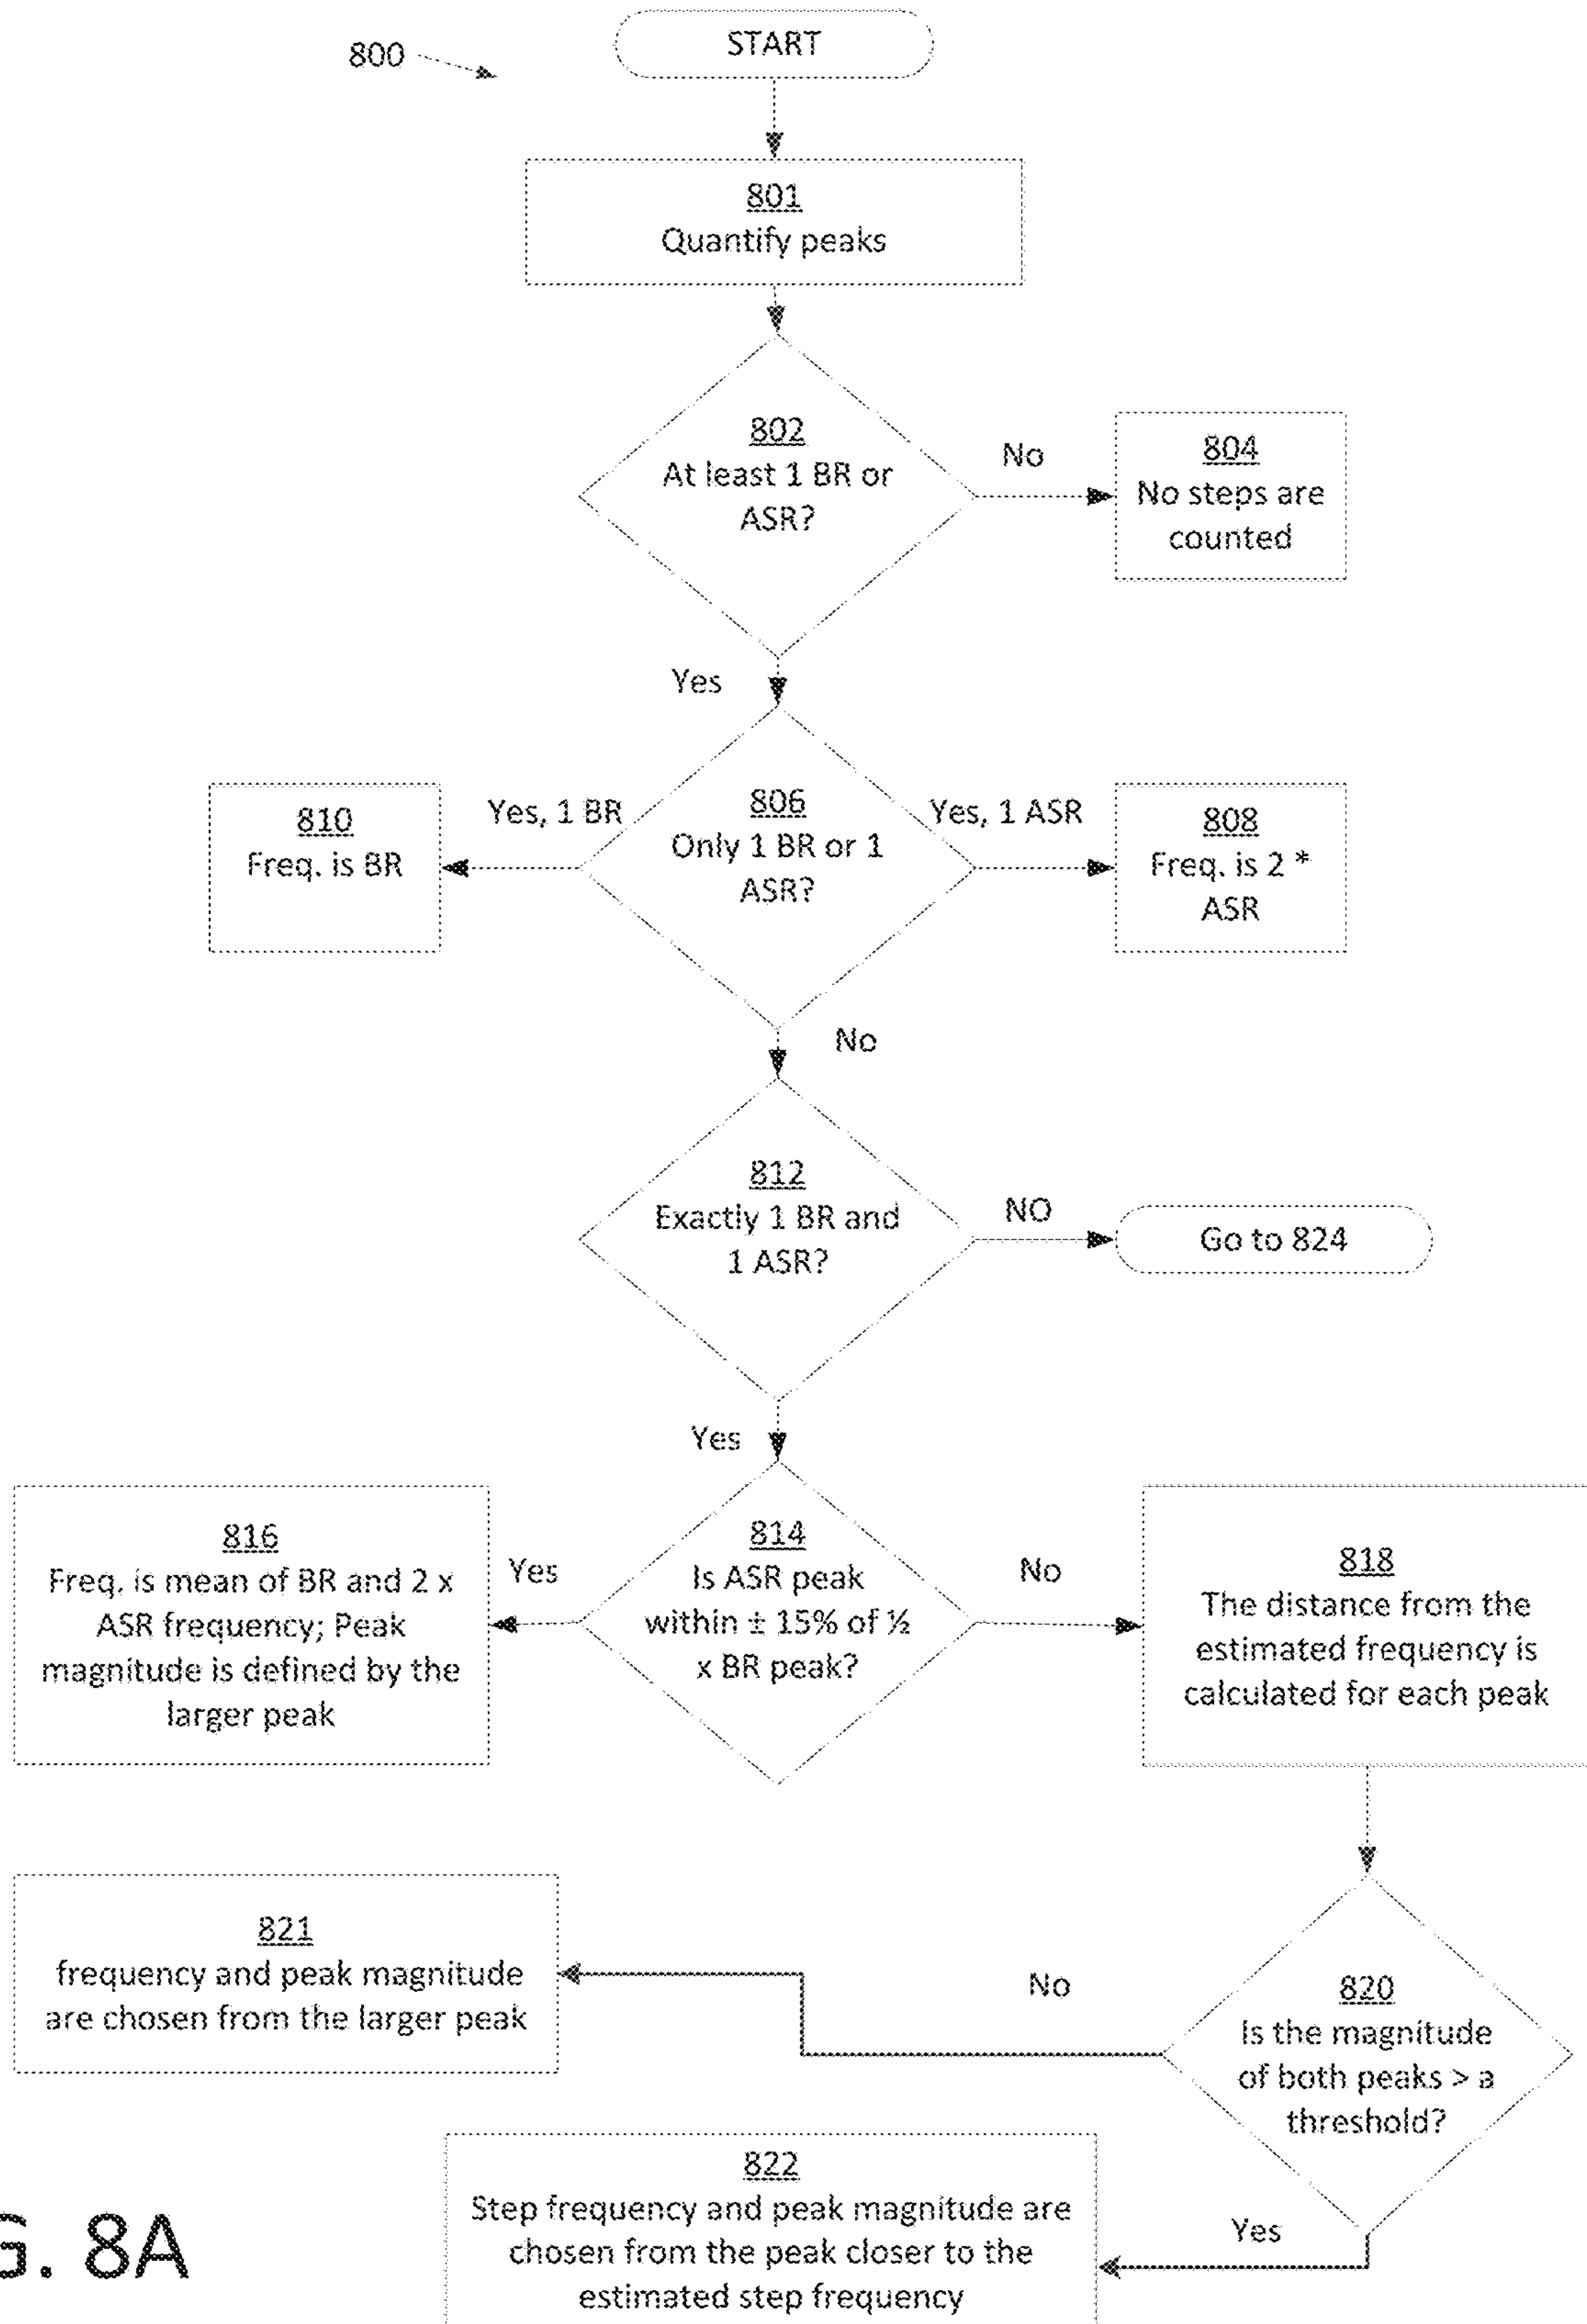 START
800
801
Quantify peaks
802
At least 1 BR or
ASR?
No
804
No steps are
counted
Yes
810
Freq. is BR
Yes, 1 BR
806
Only 1 BR or 1
ASR?
Yes, 1 ASR
808
Freq. is 2 *
ASR
No
812
Exactly 1 BR and
1 ASR?
NO
Go to 824
Yes
816
Freq. is mean of BR and 2 x
ASR frequency; Peak
magnitude is defined by the
larger peak
Yes
814
Is ASR peak
within ± 15% of ½
x BR peak?
No
818
The distance from the
estimated frequency is
calculated for each peak
821
frequency and peak magnitude
are chosen from the larger peak
No
820
Is the magnitude
of both peaks > a
threshold?
822
Step frequency and peak magnitude are
chosen from the peak closer to the
estimated step frequency
Yes
G. 8A